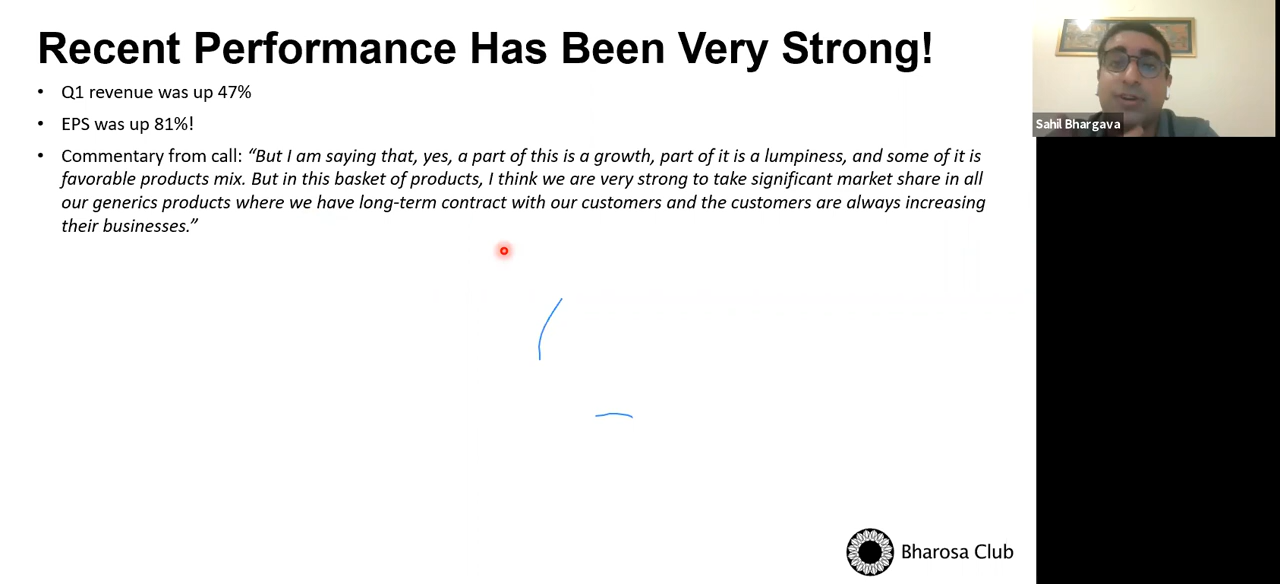 Recent Performance Has Been Very Strong!
• Q1 revenue was up 47%
• EPS was up 81%!
• Commentary from call: “But I am saying that, yes, a part of this is a growth, part of it is a lumpiness, and some of it is
favorable products mix. But in this basket of products, I think we are very strong to take significant market share in all
our generics products where we have long-term contract with our customers and the customers are always increasing
their businesses.”
Sahil Bhargava
Bharosa Club